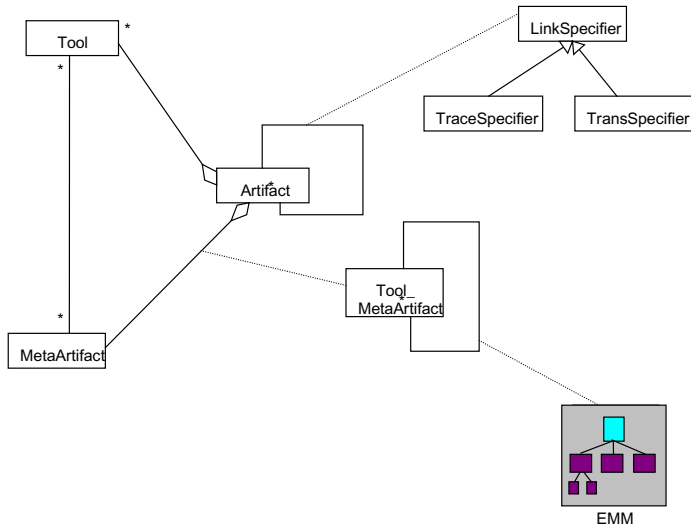 *
Tool
*
*
LinkSpecifier
TraceSpecifier
TransSpecifier
Artifact
*
Tool_
MetaArtifact
*
*
MetaArtifact
EMM